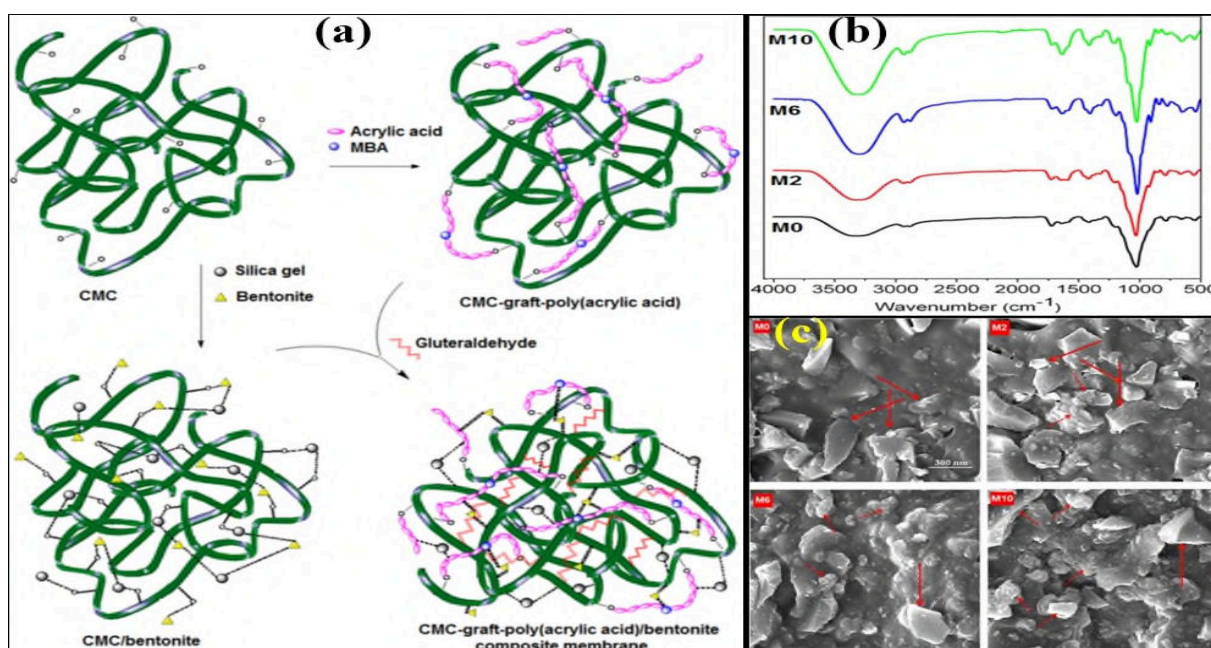 (a)
Acrylic acid
MBA
CMC
CMC-graft-poly(acrylic acid)
Silica gel
Bentonite
Gluteraldehyde
CMC/bentonite
CMC-graft-poly(acrylic acid)/bentonite
composite membrane
(b)
M10
M6
M2
M0
4000 3500 3000 2500 2000 1500 1000 500
Wavenumber (cm⁻¹)
(c)
M0
M2
300 nm
M6
M10